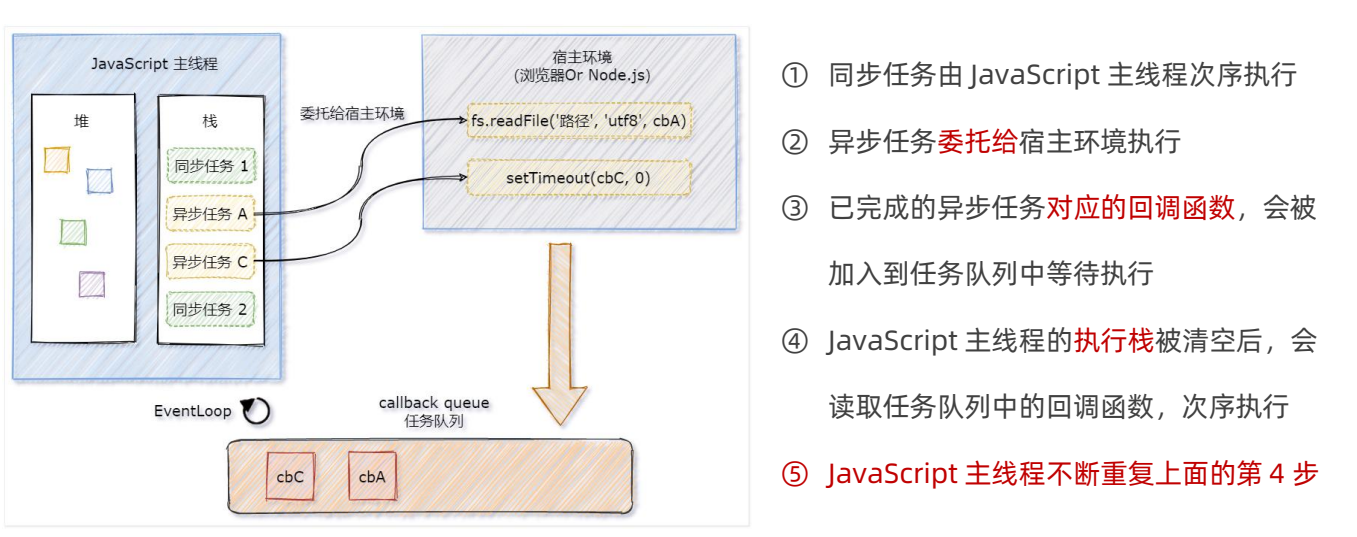 JavaScript 主线程
堆
栈
同步任务 1
异步任务 A
异步任务 C
同步任务 2
委托给宿主环境
宿主环境
(浏览器Or Node.js)
fs.readFile('路径', 'utf8', cbA)
setTimeout(cbC, 0)
EventLoop
callback queue
任务队列
cbC
cbA
① 同步任务由 JavaScript 主线程次序执行
② 异步任务委托给宿主环境执行
③ 已完成的异步任务对应的回调函数，会被
加入到任务队列中等待执行
④ JavaScript 主线程的执行栈被清空后，会
读取任务队列中的回调函数，次序执行
⑤ JavaScript 主线程不断重复上面的第 4 步